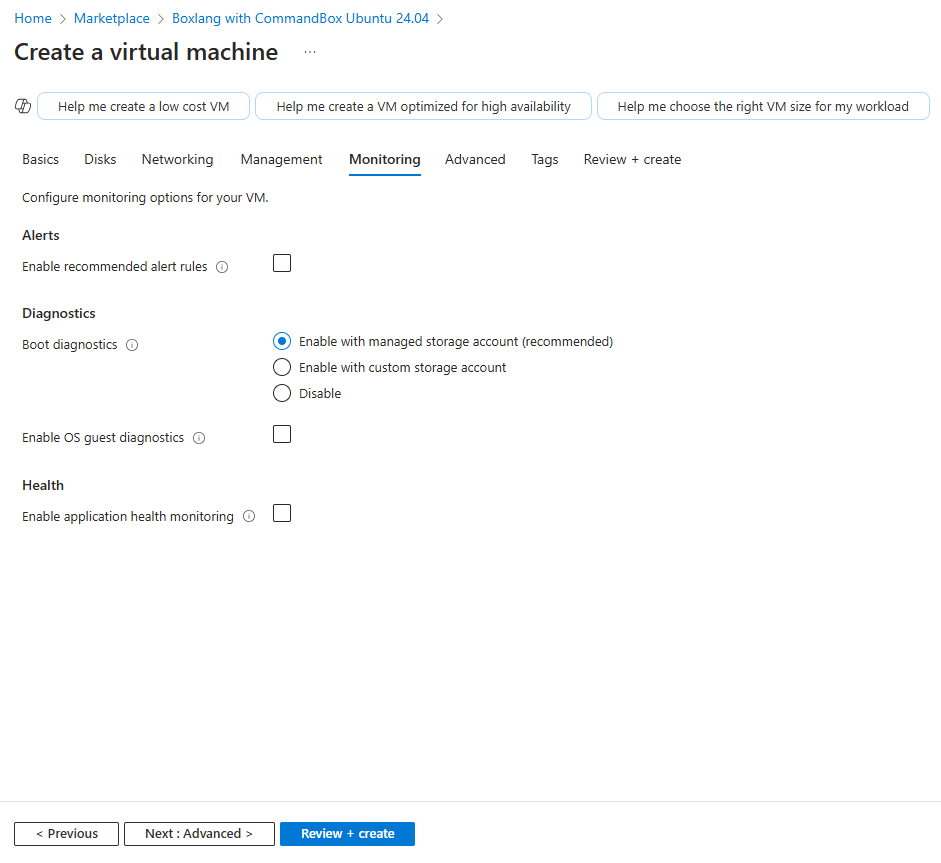 Home > Marketplace > Boxlang with CommandBox Ubuntu 24.04 >
Create a virtual machine ...
Help me create a low cost VM
Help me create a VM optimized for high availability
Help me choose the right VM size for my workload
Basics Disks Networking Management Monitoring Advanced Tags Review + create
Configure monitoring options for your VM.
Alerts
Enable recommended alert rules
Diagnostics
Boot diagnostics
Enable with managed storage account (recommended)
Enable with custom storage account
Disable
Enable OS guest diagnostics
Health
Enable application health monitoring
< Previous
Next : Advanced >
Review + create